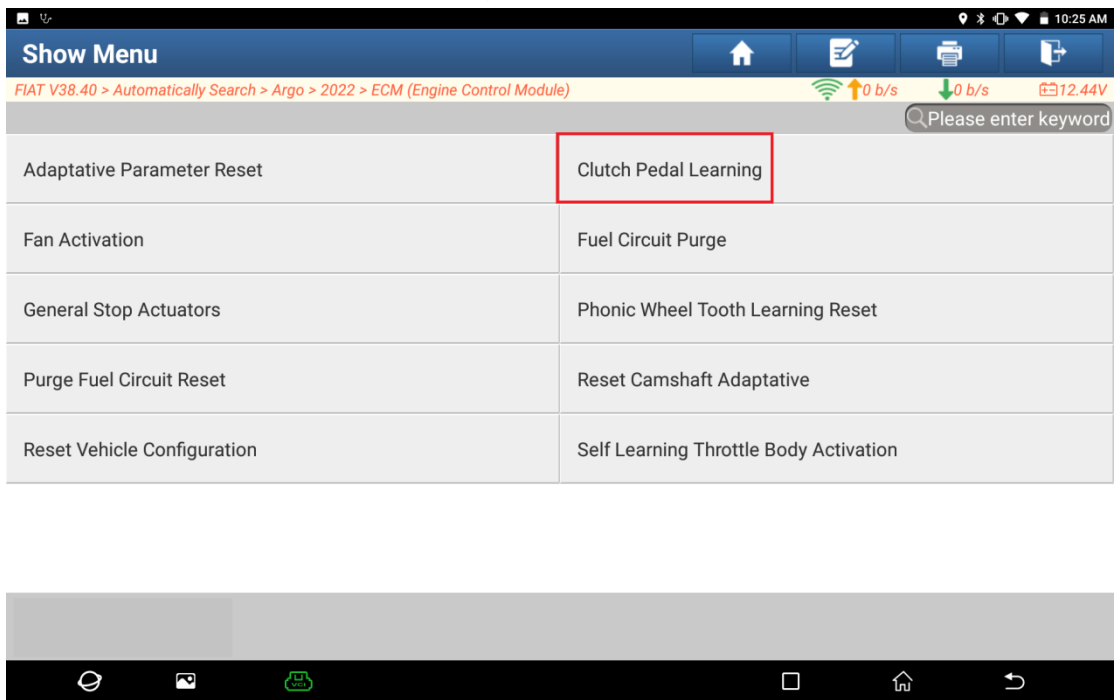 10:25 AM
Show Menu
FIAT V38.40 > Automatically Search > Argo > 2022 > ECM (Engine Control Module)
0 b/s
0 b/s
12.44V
Please enter keyword
Adaptative Parameter Reset
Clutch Pedal Learning
Fan Activation
Fuel Circuit Purge
General Stop Actuators
Phonic Wheel Tooth Learning Reset
Purge Fuel Circuit Reset
Reset Camshaft Adaptative
Reset Vehicle Configuration
Self Learning Throttle Body Activation
VCI